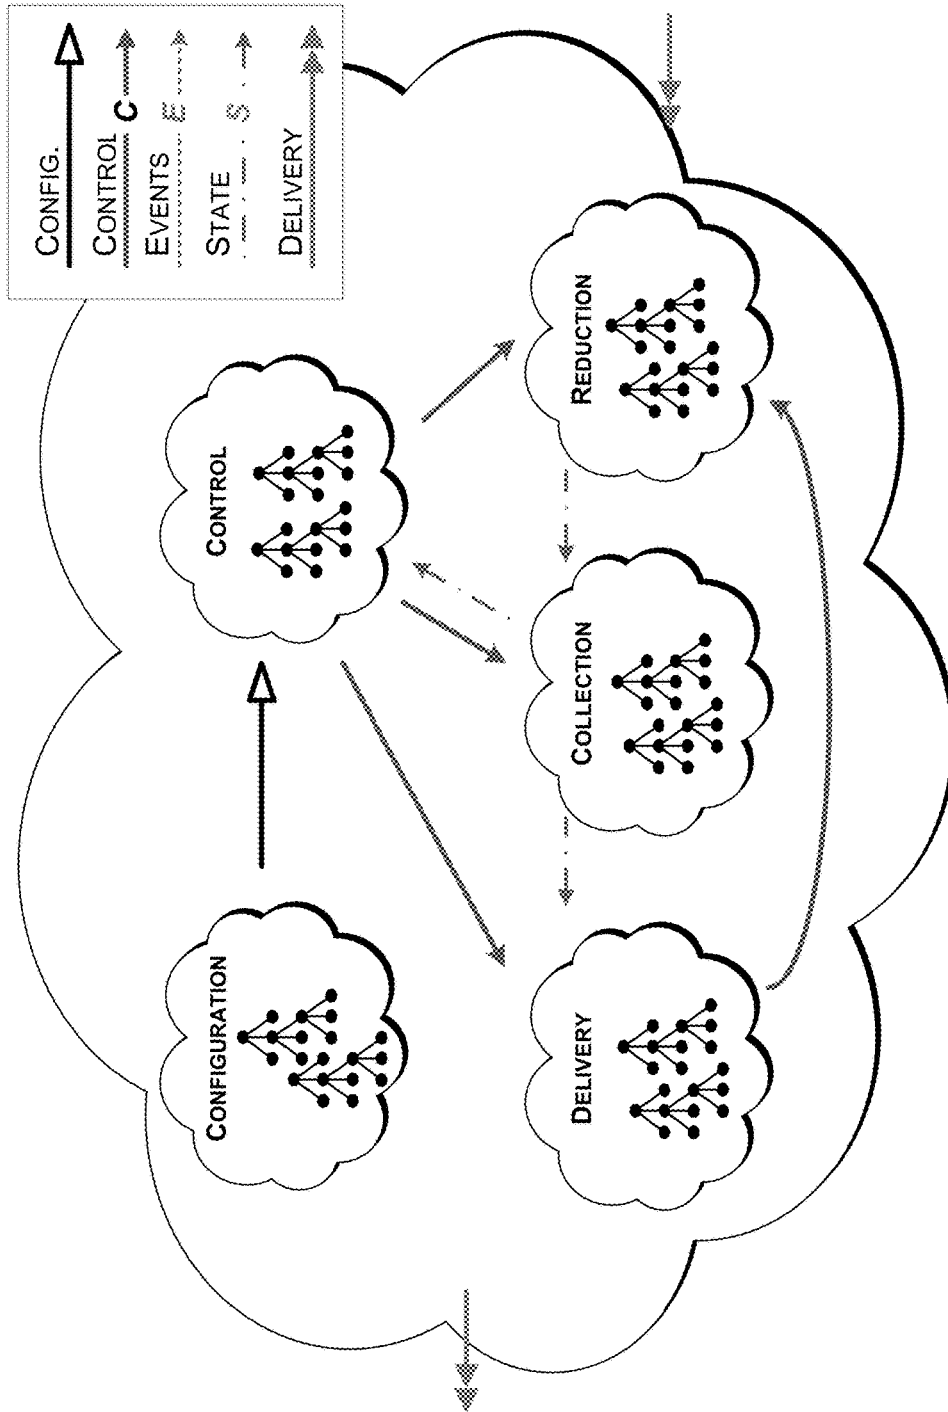 CONFIG.
CONTROL C
EVENTS E
STATE S
DELIVERY
CONFIGURATION
CONTROL
DELIVERY
COLLECTION
REDUCTION